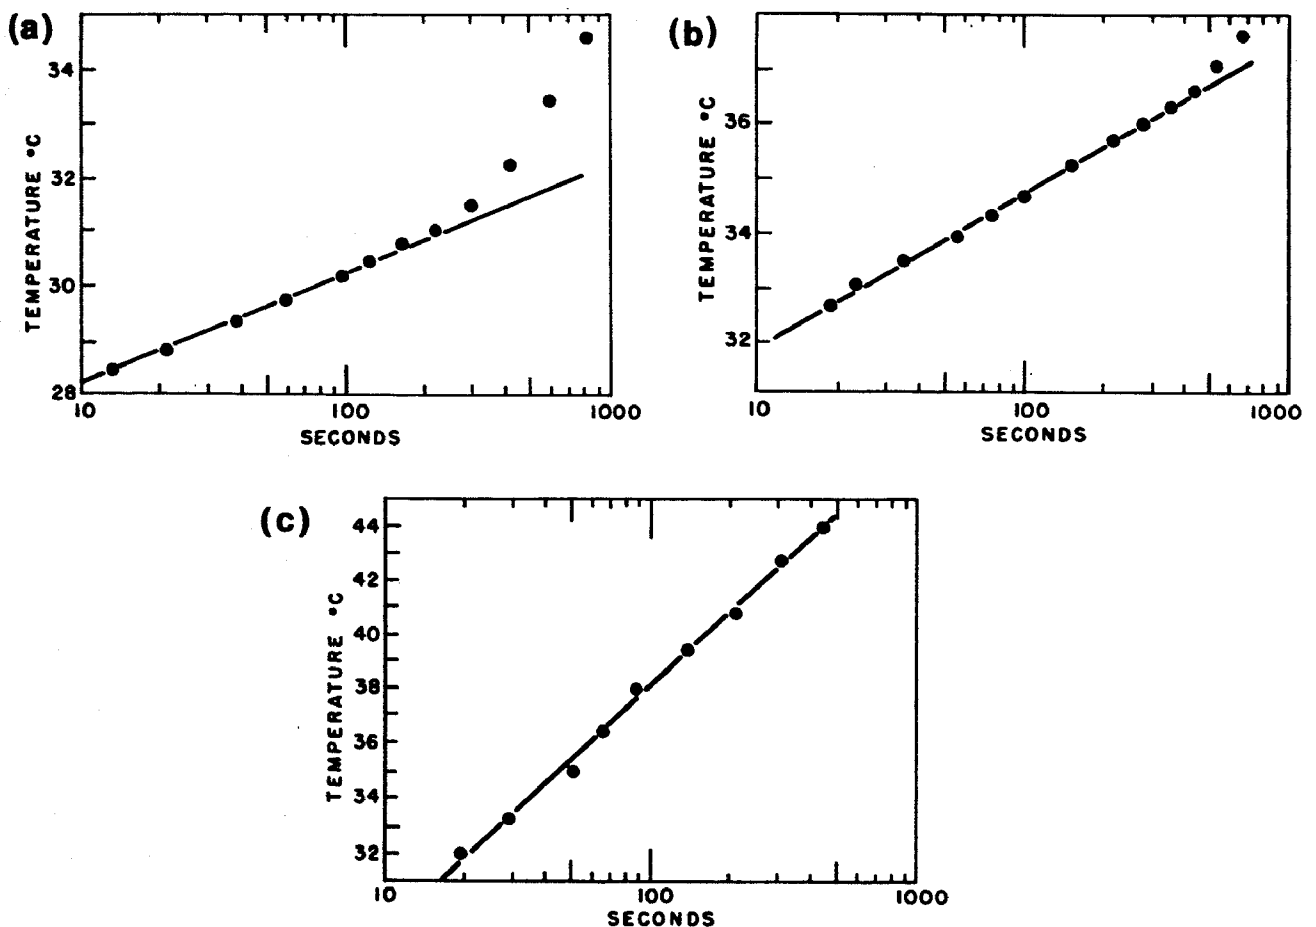 (a)
34
32
30
28
TEMPERATURE °C
10 100 1000
SECONDS
(b)
36
34
32
TEMPERATURE °C
10 100 1000
SECONDS
(c)
44
42
40
38
36
34
32
TEMPERATURE °C
10 100 1000
SECONDS